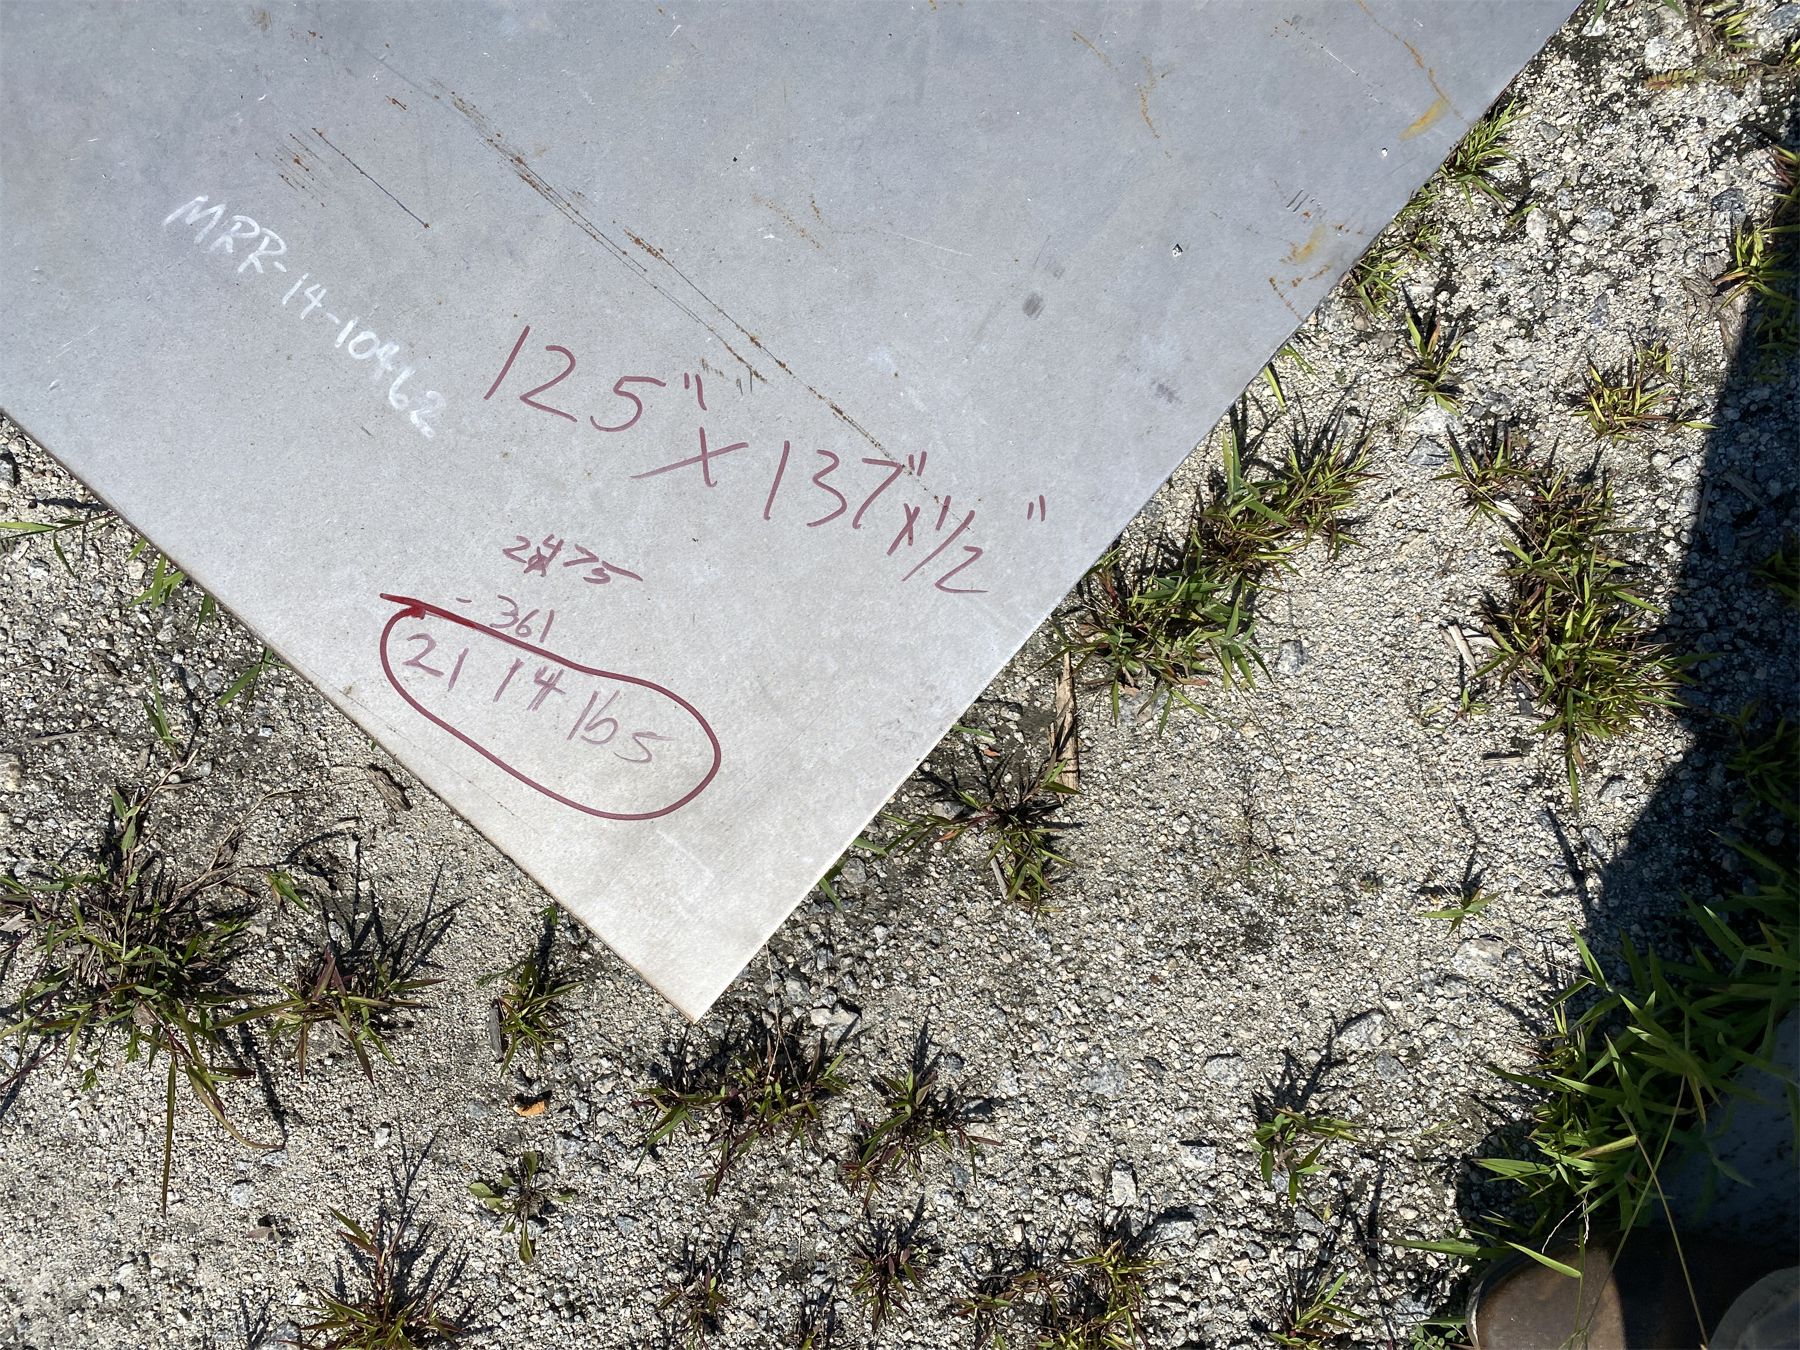 MRR-14-10462
125" X 137" x 1/2"
2475
- 361
2114 lbs